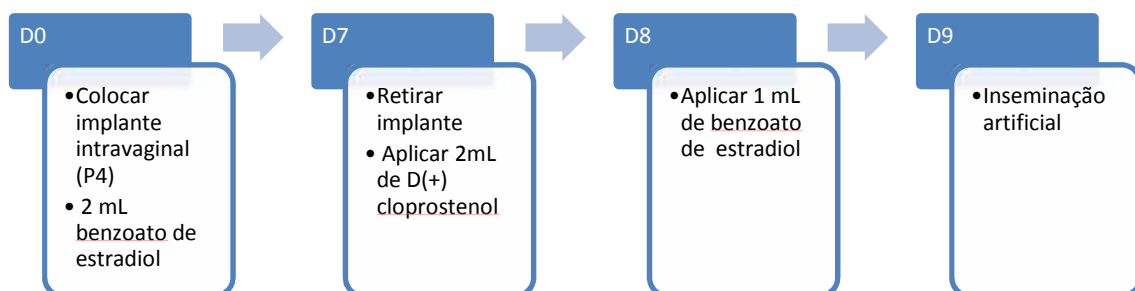 D0
•Colocar
implante
intravaginal
(P4)
• 2 mL
benzoato de
estradiol
D7
•Retirar
implante
• Aplicar 2mL
de D(+)
cloprostenol
D8
•Aplicar 1 mL
de benzoato
de estradiol
D9
•Inseminação
artificial